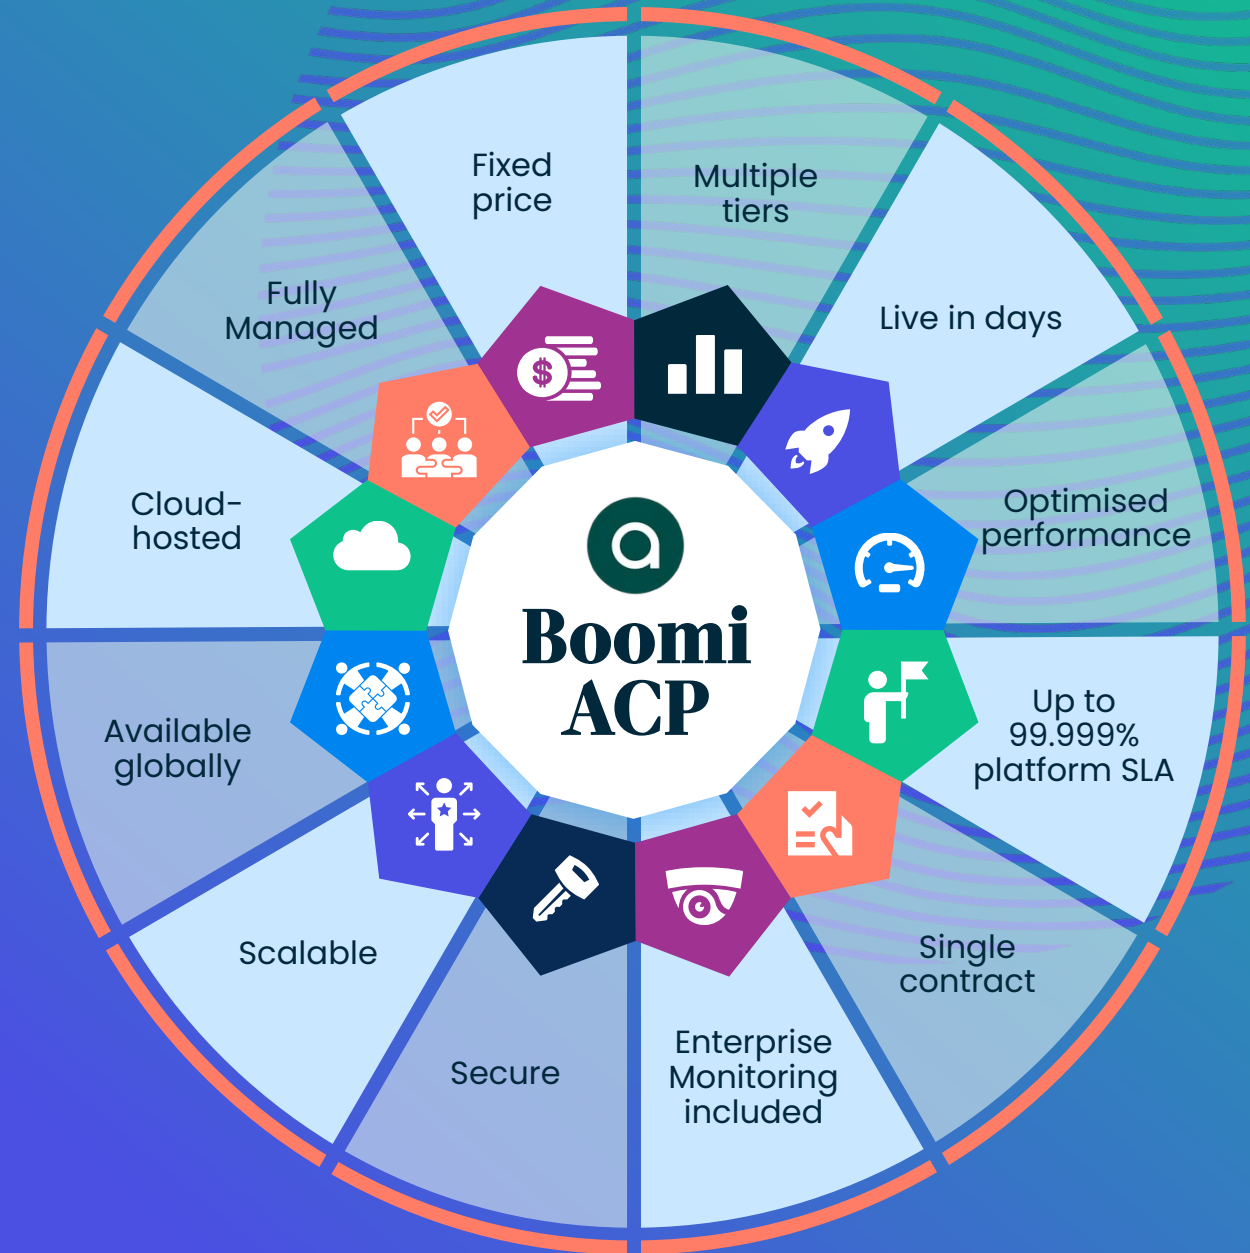 Fixed
price
Multiple
tiers
Live in days
Optimised
performance
Up to
99.999%
platform SLA
Single
contract
Enterprise
Monitoring
included
Secure
Scalable
Available
globally
Cloud-
hosted
Fully
Managed
$
a
Boomi
ACP